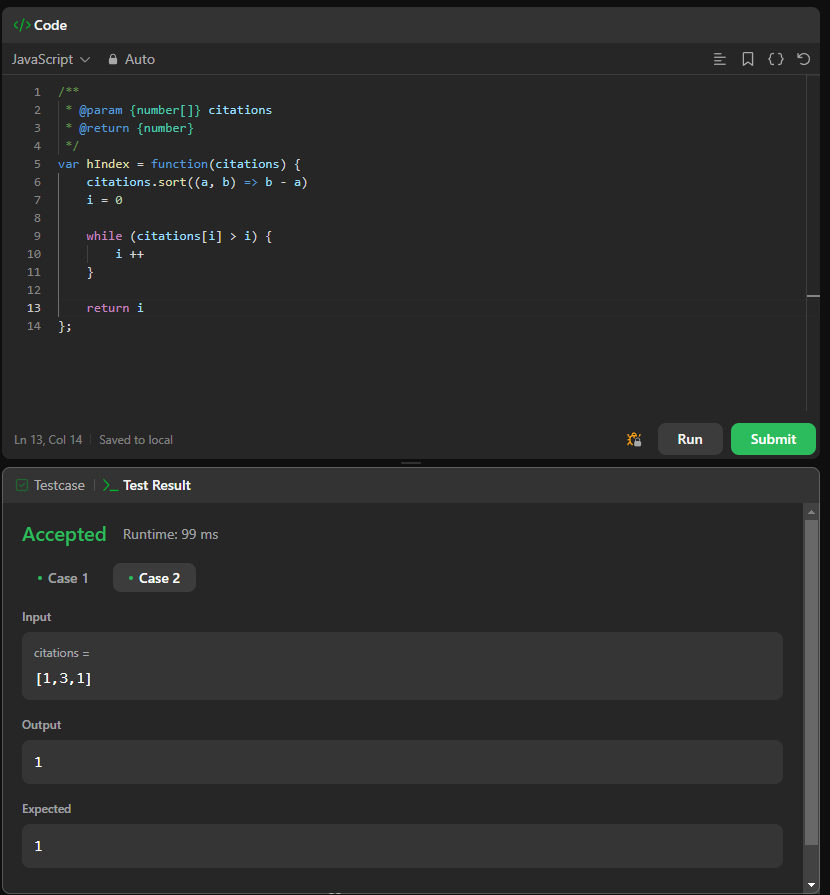 </> Code
JavaScript Auto
1 /**
2  * @param {number[]} citations
3  * @return {number}
4  */
5 var hIndex = function(citations) {
6     citations.sort((a, b) => b - a)
7     i = 0
8
9     while (citations[i] > i) {
10         i ++
11     }
12
13     return i
14 };
Ln 13, Col 14 | Saved to local
Run Submit
Testcase | >_ Test Result
Accepted Runtime: 99 ms
• Case 1 • Case 2
Input
citations =
[1,3,1]
Output
1
Expected
1